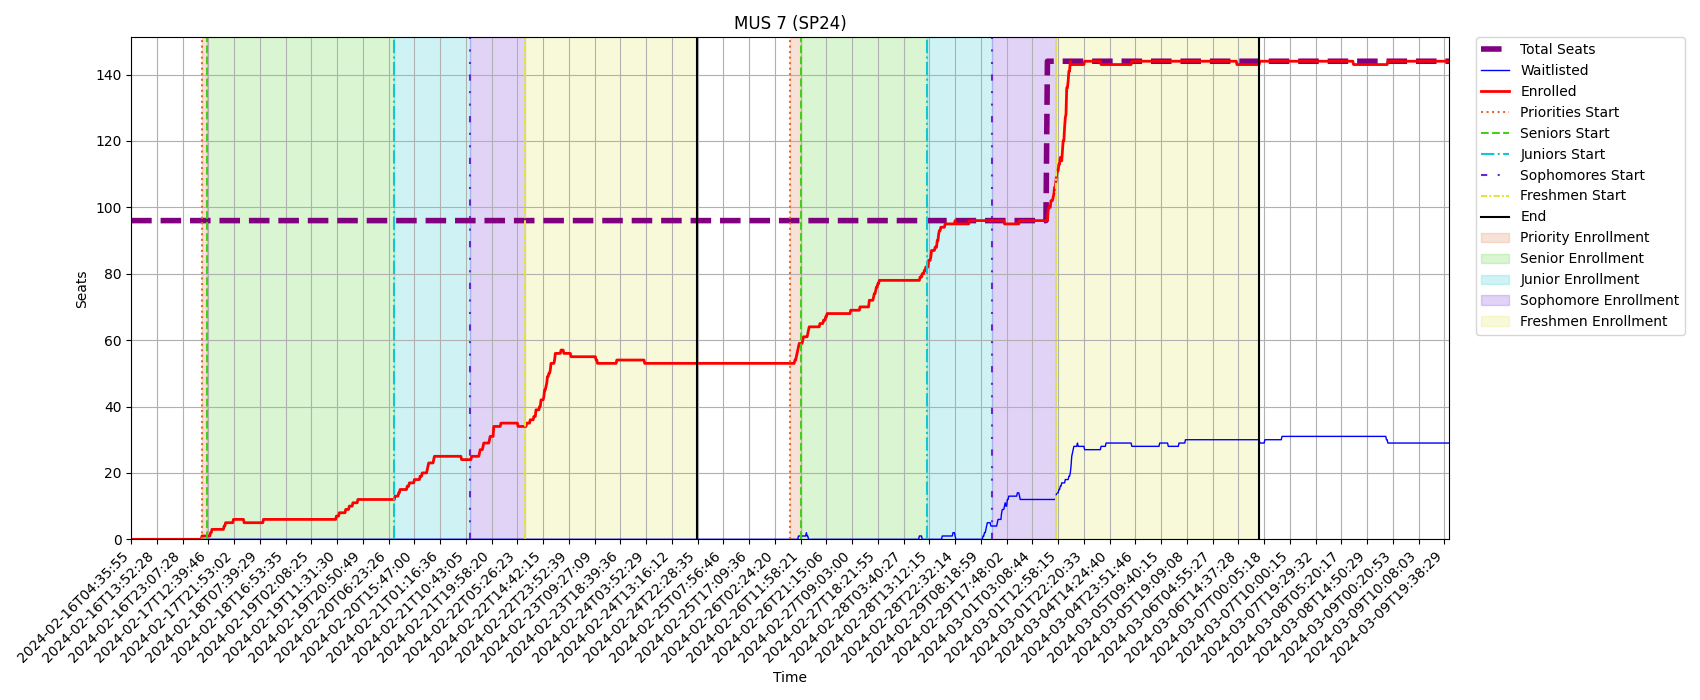 MUS 7 (SP24)
Seats
140
120
100
80
60
40
20
0
2024-02-16T04:35:55
2024-02-16T13:52:28
2024-02-16T23:07:28
2024-02-17T12:39:46
2024-02-17T21:53:02
2024-02-18T07:39:29
2024-02-18T16:53:35
2024-02-19T02:08:25
2024-02-19T11:31:30
2024-02-19T20:50:49
2024-02-20T06:23:26
2024-02-20T15:47:00
2024-02-21T01:16:36
2024-02-21T10:43:05
2024-02-21T19:58:20
2024-02-22T05:26:23
2024-02-22T14:42:15
2024-02-22T23:52:39
2024-02-23T09:27:09
2024-02-23T18:39:36
2024-02-24T03:52:29
2024-02-24T13:16:12
2024-02-24T22:28:35
2024-02-25T07:56:46
2024-02-25T17:09:36
2024-02-26T02:24:20
2024-02-26T11:58:21
2024-02-26T21:15:06
2024-02-27T09:03:00
2024-02-27T18:21:55
2024-02-28T03:40:27
2024-02-28T13:12:15
2024-02-28T22:32:14
2024-02-29T08:18:59
2024-02-29T17:48:02
2024-03-01T03:08:44
2024-03-01T12:58:15
2024-03-01T22:20:33
2024-03-04T14:24:40
2024-03-04T23:51:46
2024-03-05T09:40:15
2024-03-05T19:09:08
2024-03-06T04:55:27
2024-03-06T14:37:28
2024-03-07T00:05:18
2024-03-07T10:00:15
2024-03-07T19:29:32
2024-03-08T05:20:17
2024-03-08T14:50:29
2024-03-09T00:20:53
2024-03-09T10:08:03
2024-03-09T19:38:29
Time
Total Seats
Waitlisted
Enrolled
Priorities Start
Seniors Start
Juniors Start
Sophomores Start
Freshmen Start
End
Priority Enrollment
Senior Enrollment
Junior Enrollment
Sophomore Enrollment
Freshmen Enrollment